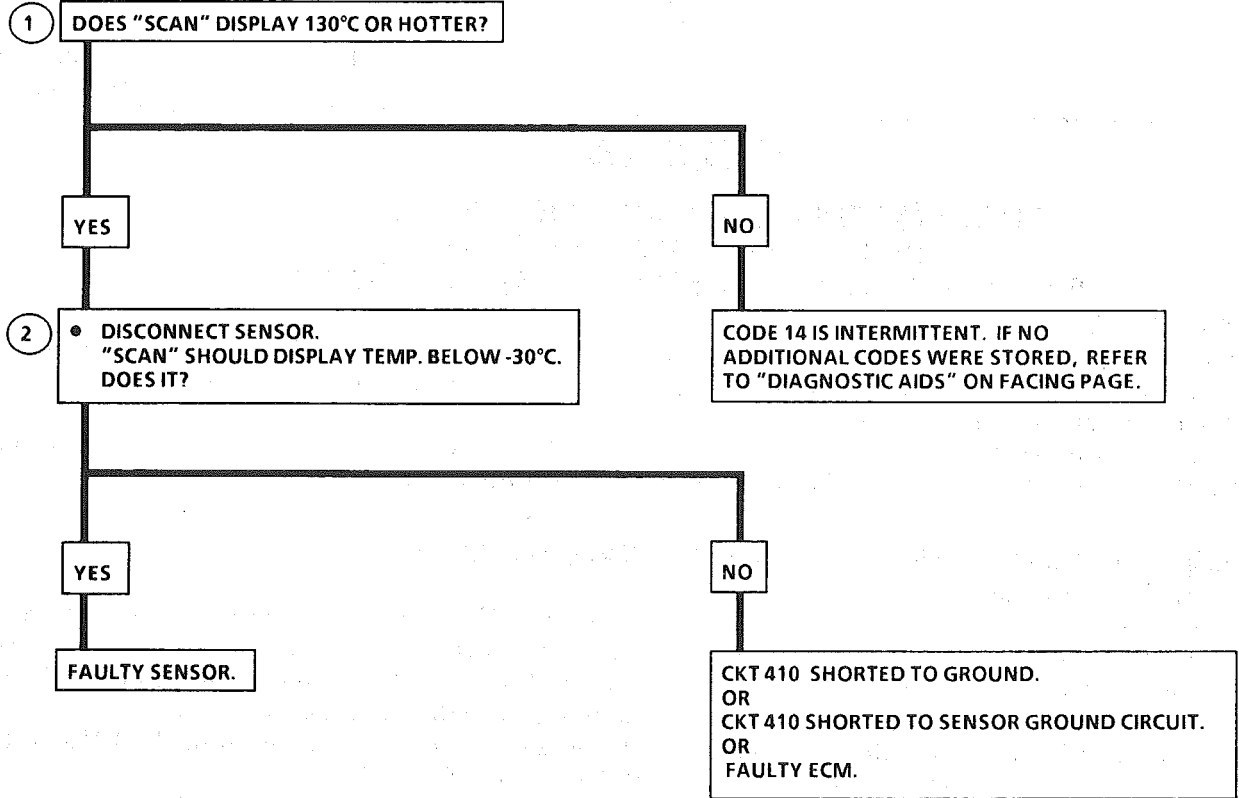 1 DOES "SCAN" DISPLAY 130°C OR HOTTER?
YES
NO
2 • DISCONNECT SENSOR.
"SCAN" SHOULD DISPLAY TEMP. BELOW -30°C.
DOES IT?
CODE 14 IS INTERMITTENT. IF NO
ADDITIONAL CODES WERE STORED, REFER
TO "DIAGNOSTIC AIDS" ON FACING PAGE.
YES
NO
FAULTY SENSOR.
CKT 410 SHORTED TO GROUND.
OR
CKT 410 SHORTED TO SENSOR GROUND CIRCUIT.
OR
FAULTY ECM.